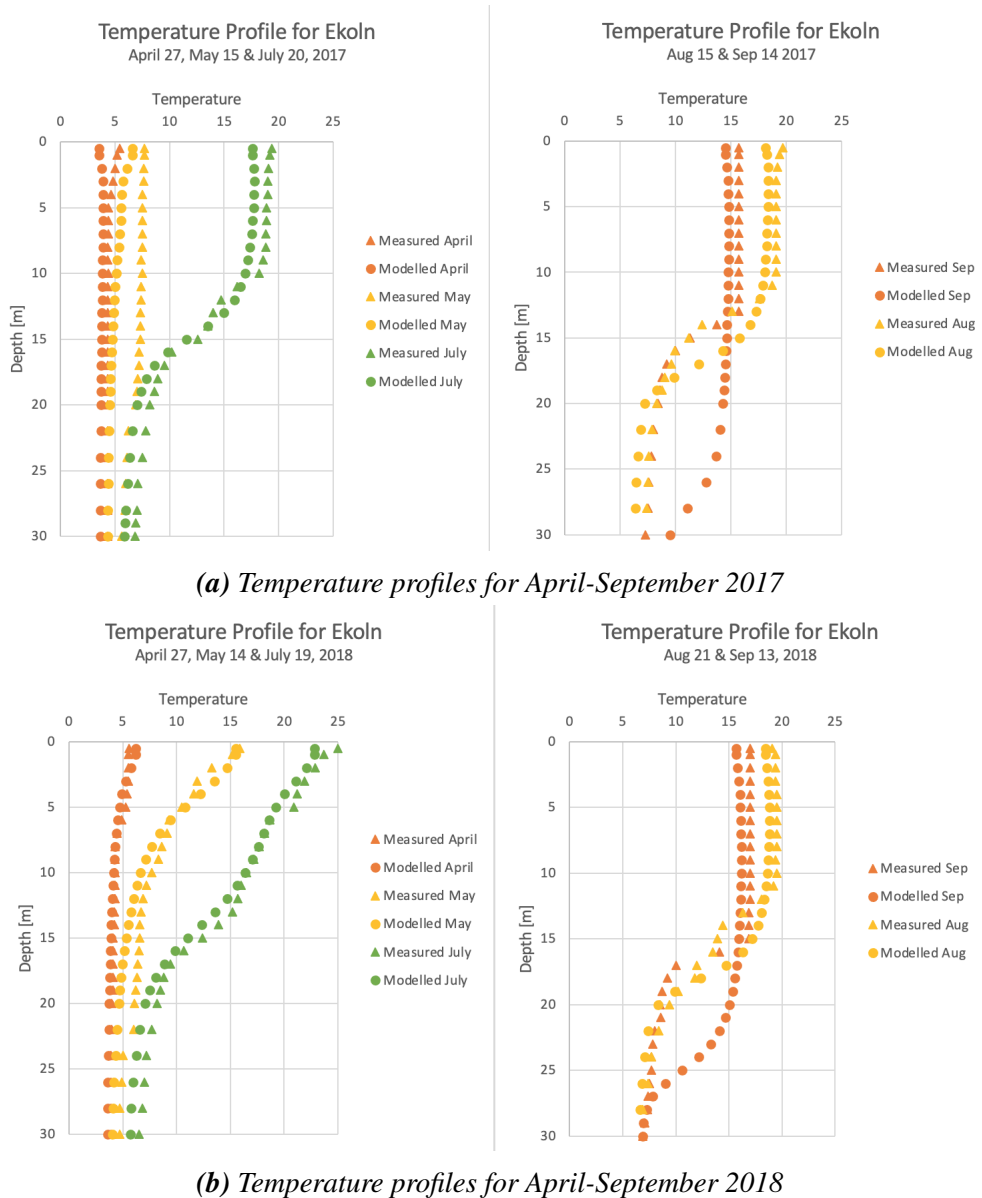 Temperature Profile for Ekoln
April 27, May 15 & July 20, 2017
Temperature
0 5 10 15 20 25
0
5
10
15
20
25
30
Depth [m]
Measured April
Modelled April
Measured May
Modelled May
Measured July
Modelled July
Temperature Profile for Ekoln
Aug 15 & Sep 14 2017
Temperature
0 5 10 15 20 25
0
5
10
15
20
25
30
Depth [m]
Measured Sep
Modelled Sep
Measured Aug
Modelled Aug
(a) Temperature profiles for April-September 2017
Temperature Profile for Ekoln
April 27, May 14 & July 19, 2018
Temperature
0 5 10 15 20 25
0
5
10
15
20
25
30
Depth [m]
Measured April
Modelled April
Measured May
Modelled May
Measured July
Modelled July
Temperature Profile for Ekoln
Aug 21 & Sep 13, 2018
Temperature
0 5 10 15 20 25
0
5
10
15
20
25
30
Depth [m]
Measured Sep
Modelled Sep
Measured Aug
Modelled Aug
(b) Temperature profiles for April-September 2018